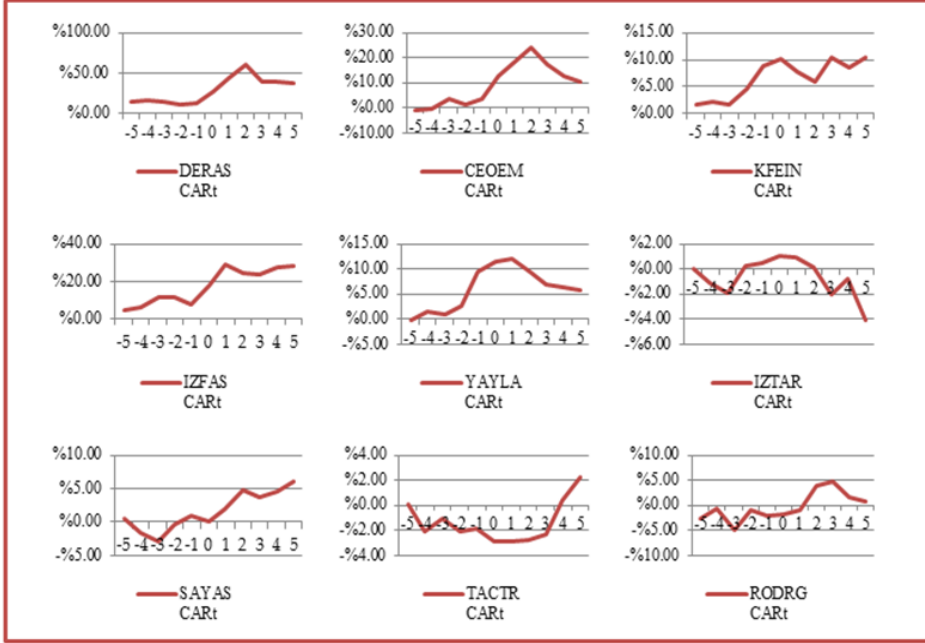 %100.00
%50.00
%0.00
-5 -4 -3 -2 -1 0 1 2 3 4 5
DERAS
CARt
%30.00
%20.00
%10.00
%0.00
-%10.00
-5 -4 -3 -2 -1 0 1 2 3 4 5
CEOEM
CARt
%15.00
%10.00
%5.00
%0.00
-5 -4 -3 -2 -1 0 1 2 3 4 5
KFEIN
CARt
%40.00
%20.00
%0.00
-5 -4 -3 -2 -1 0 1 2 3 4 5
IZFAS
CARt
%15.00
%10.00
%5.00
%0.00
-%5.00
-5 -4 -3 -2 -1 0 1 2 3 4 5
YAYLA
CARt
%2.00
%0.00
-%2.00
-%4.00
-%6.00
-5 -4 -3 -2 -1 0 1 2 3 4 5
IZTAR
CARt
%10.00
%5.00
%0.00
-%5.00
-5 -4 -3 -2 -1 0 1 2 3 4 5
SAYAS
CARt
%4.00
%2.00
%0.00
-%2.00
-%4.00
-5 -4 -3 -2 -1 0 1 2 3 4 5
TACTR
CARt
%10.00
%5.00
%0.00
-%5.00
-%10.00
-5 -4 -3 -2 -1 0 1 2 3 4 5
RODRG
CARt